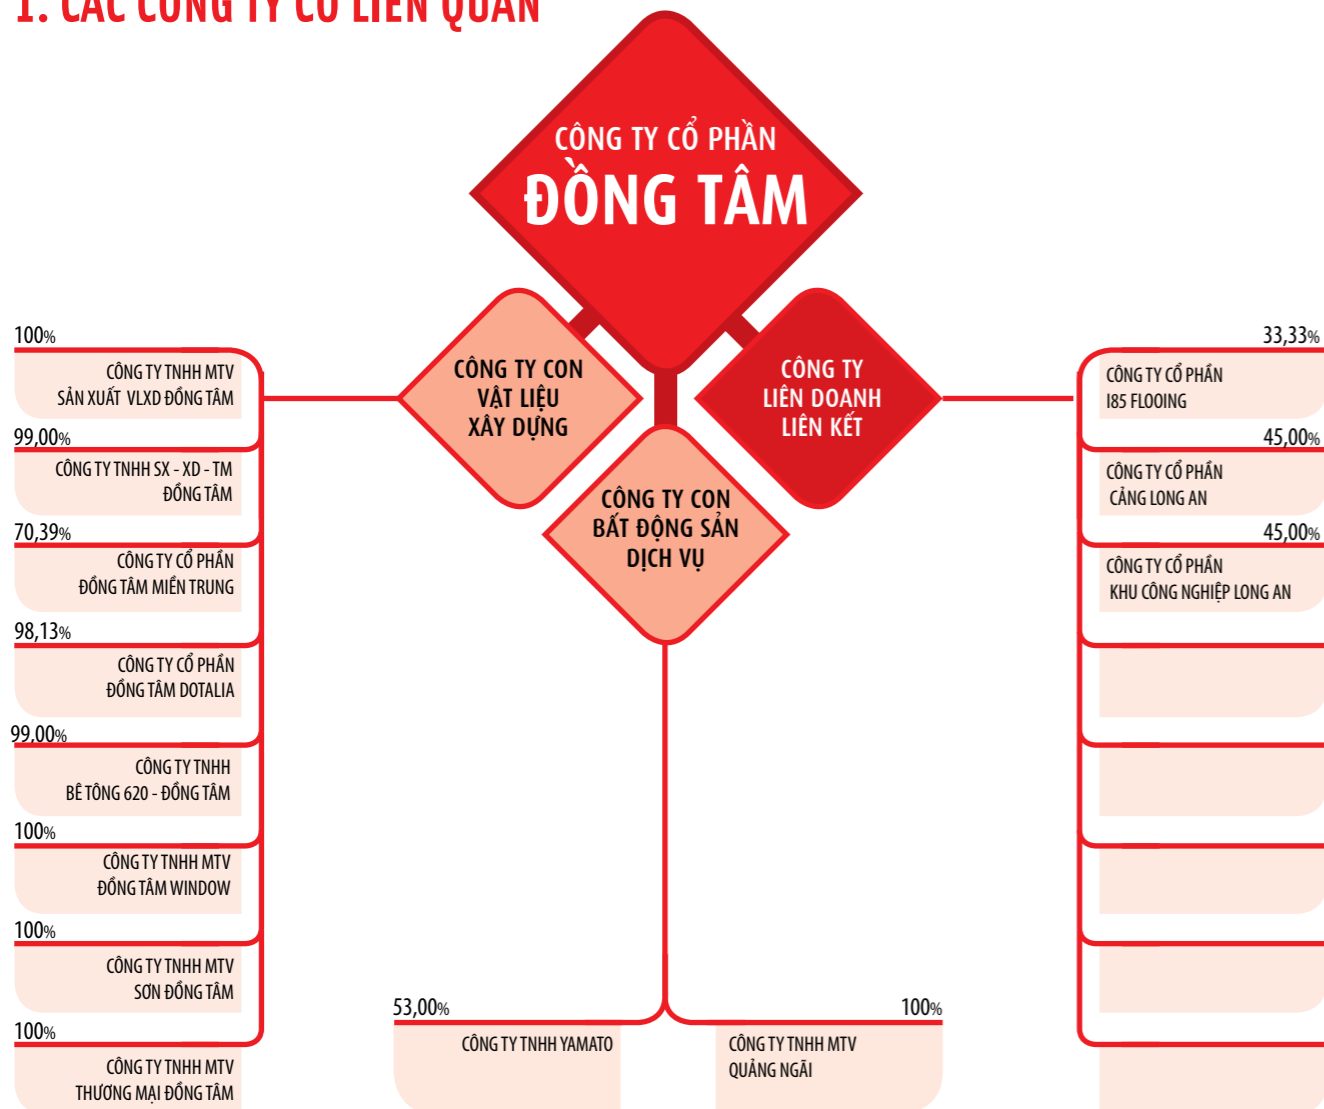 1. CÁC CÔNG TY CÓ LIÊN QUAN
CÔNG TY CỔ PHẦN
ĐỒNG TÂM
CÔNG TY CON
VẬT LIỆU
XÂY DỰNG
CÔNG TY
LIÊN DOANH
LIÊN KẾT
CÔNG TY CON
BẤT ĐỘNG SẢN
DỊCH VỤ
100%
CÔNG TY TNHH MTV
SẢN XUẤT VLXD ĐỒNG TÂM
99,00%
CÔNG TY TNHH SX - XD - TM
ĐỒNG TÂM
70,39%
CÔNG TY CỔ PHẦN
ĐỒNG TÂM MIỀN TRUNG
98,13%
CÔNG TY CỔ PHẦN
ĐỒNG TÂM DOTALIA
99,00%
CÔNG TY TNHH
BÊ TÔNG 620 - ĐỒNG TÂM
100%
CÔNG TY TNHH MTV
ĐỒNG TÂM WINDOW
100%
CÔNG TY TNHH MTV
SƠN ĐỒNG TÂM
100%
CÔNG TY TNHH MTV
THƯƠNG MẠI ĐỒNG TÂM
53,00%
CÔNG TY TNHH YAMATO
100%
CÔNG TY TNHH MTV
QUẢNG NGÃI
33,33%
CÔNG TY CỔ PHẦN
I85 FLOOING
45,00%
CÔNG TY CỔ PHẦN
CẢNG LONG AN
45,00%
CÔNG TY CỔ PHẦN
KHU CÔNG NGHIỆP LONG AN